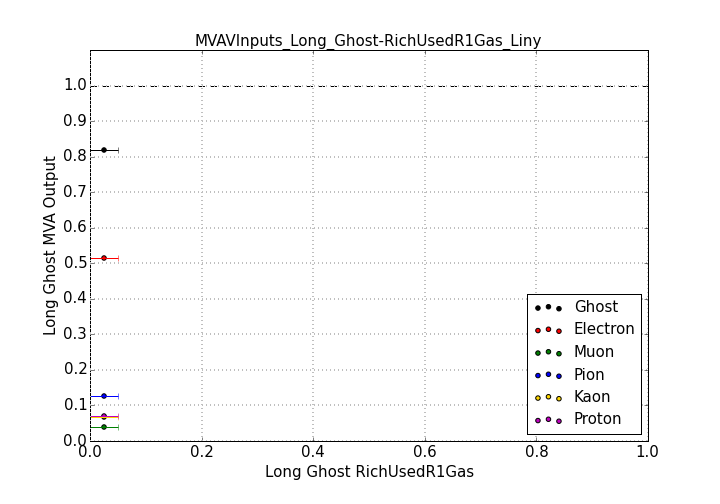 MVAVInputs_Long_Ghost-RichUsedR1Gas_Liny
1.0
0.9
0.8
0.7
0.6
0.5
0.4
0.3
0.2
0.1
0.0
Long Ghost MVA Output
Ghost
Electron
Muon
Pion
Kaon
Proton
0.0 0.2 0.4 0.6 0.8 1.0
Long Ghost RichUsedR1Gas